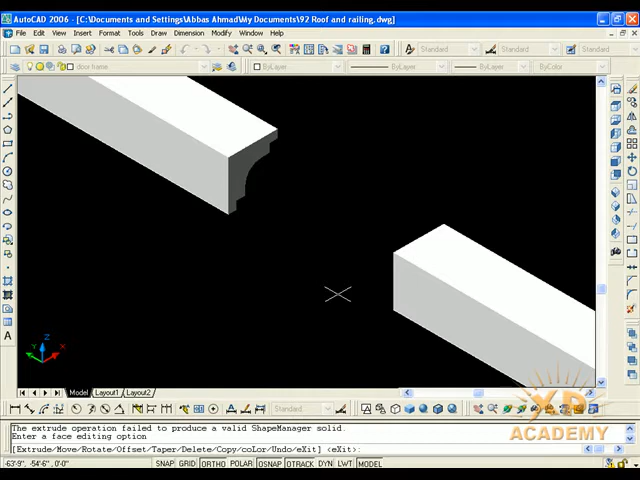 AutoCAD 2006 - [C:\Documents and Settings\Abbas Ahmad\My Documents\92 Roof and railing.dwg]
File Edit View Insert Format Tools Draw Dimension Modify Window Help
Standard Standard Standard
door Name ByLayer ByLayer ByLayer ByColor
Z
Y X
Model Layout1 Layout2
Standard
The extrude operation failed to produce a valid ShapeManager solid.
Enter a face editing option
[Extrude/Move/Rotate/Offset/Taper/Delete/Copy/coLor/Undo/eXit] <eXit>:
XD
ACADEMY
-63'-9", -54'-6", 0'-0" SNAP GRID ORTHO POLAR OSNAP OTRACK DYN LWT MODEL